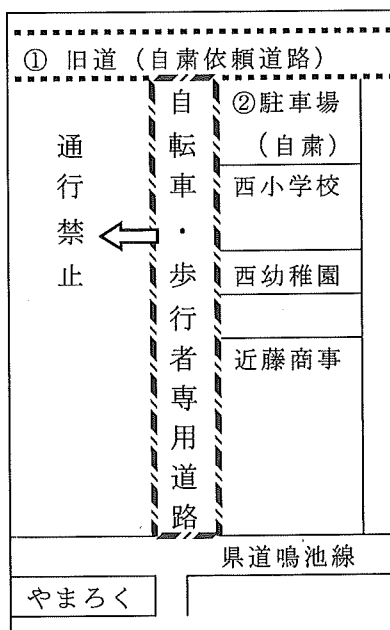 ① 旧道（自粛依頼道路）
自転車・歩行者専用道路
②駐車場
（自粛）
通行禁止
西小学校
西幼稚園
近藤商事
県道鳴池線
やまろく